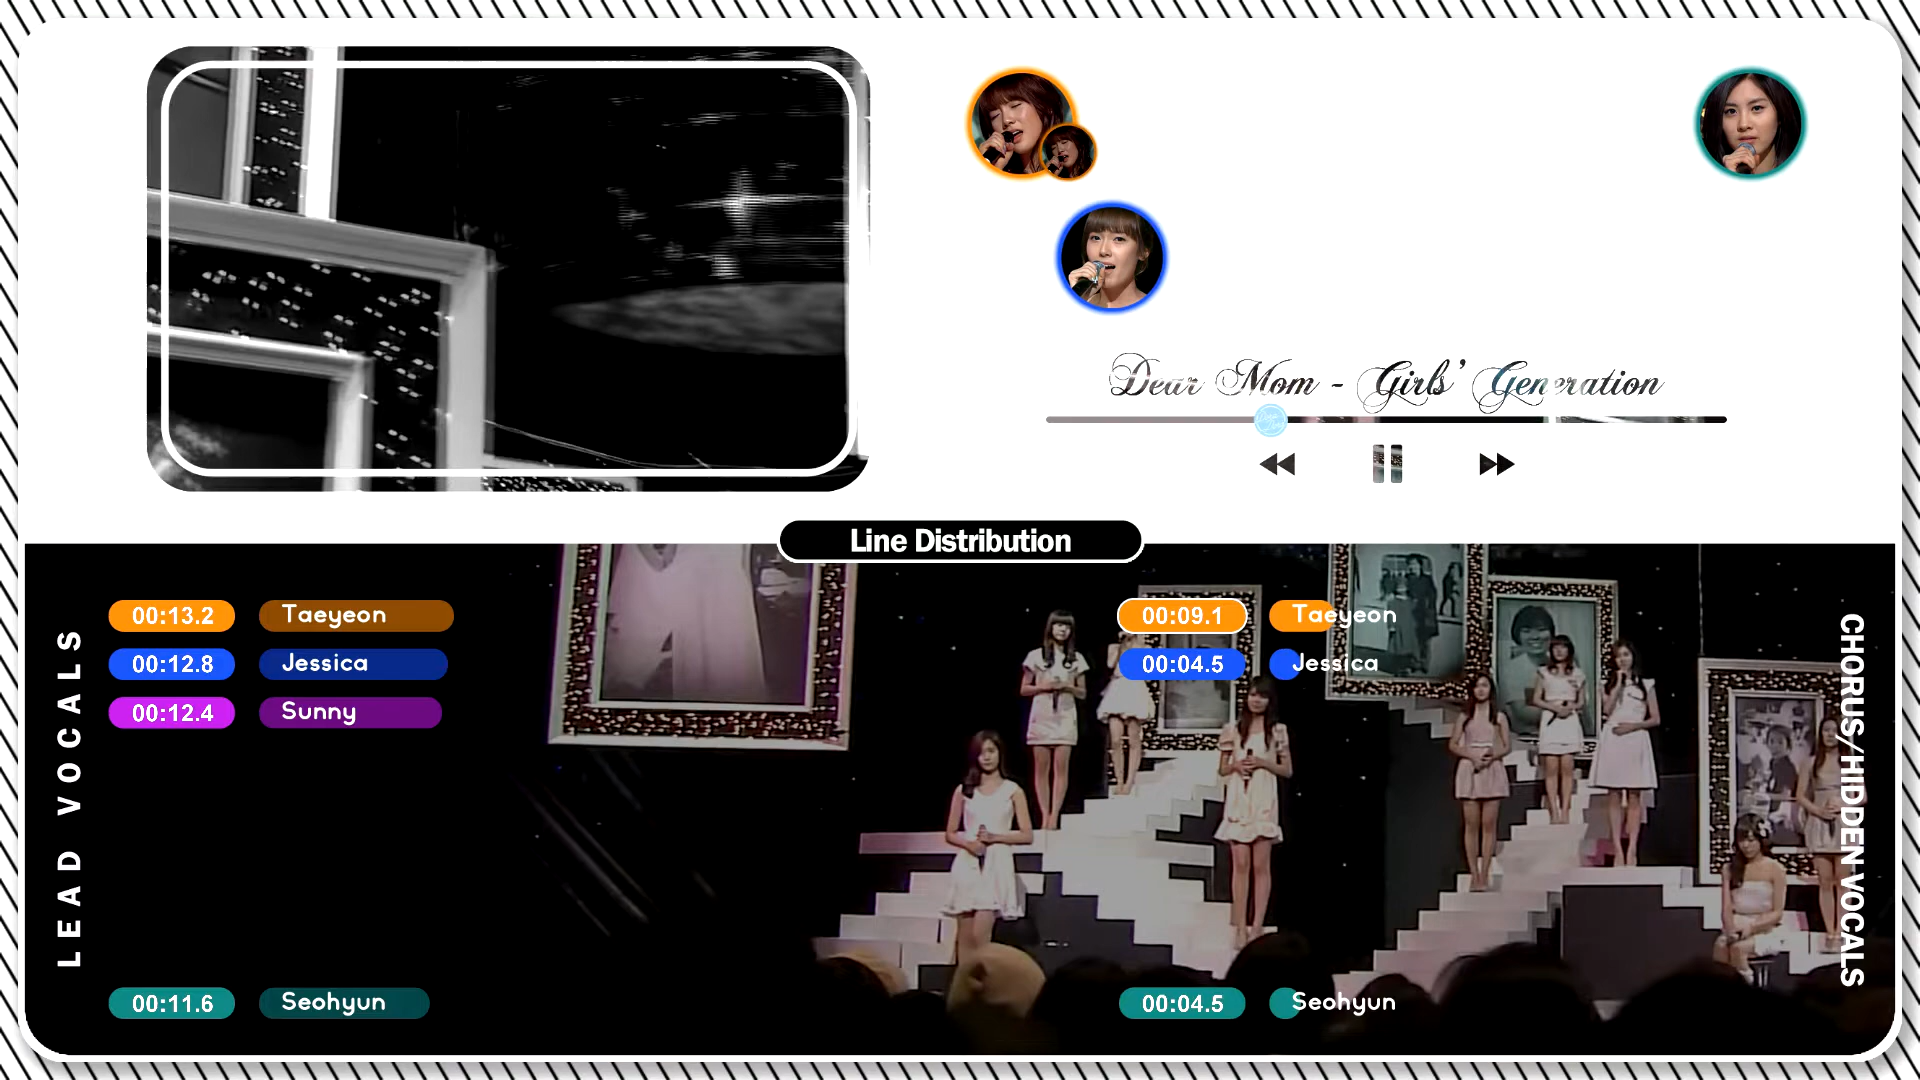 Dear Mom - Girls' Generation
Line Distribution
LEAD VOCALS
00:13.2 Taeyeon
00:12.8 Jessica
00:12.4 Sunny
00:11.6 Seohyun
00:09.1 Taeyeon
00:04.5 Jessica
00:04.5 Seohyun
CHORUS/HIDDEN VOCALS